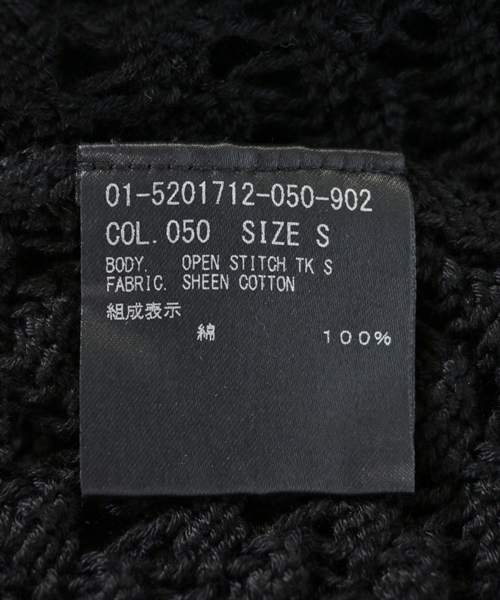 01-5201712-050-902
COL. 050 SIZE S
BODY. OPEN STITCH TK S
FABRIC. SHEEN COTTON
組成表示
綿 100%